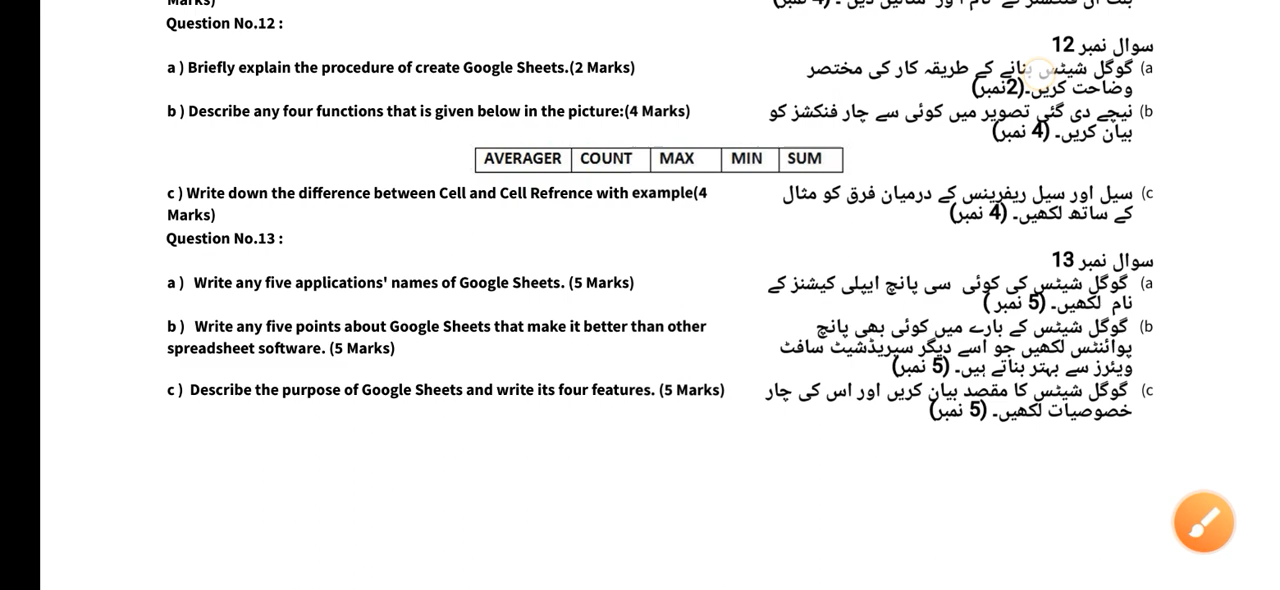 Marks)
Question No.12 :
سوال نمبر 12
a ) Briefly explain the procedure of create Google Sheets.(2 Marks)
a) گوگل شیٹس بنانے کے طریقہ کار کی مختصر
وضاحت کریں۔(2نمبر)
b ) Describe any four functions that is given below in the picture:(4 Marks)
b) نیچے دی گئی تصویر میں کوئی سے چار فنکشنز کو
بیان کریں۔ (4 نمبر)
AVERAGER COUNT MAX MIN SUM
c ) Write down the difference between Cell and Cell Refrence with example(4
Marks)
c) سیل اور سیل ریفرینس کے درمیان فرق کو مثال
کے ساتھ لکھیں۔ (4 نمبر)
Question No.13 :
سوال نمبر 13
a ) Write any five applications' names of Google Sheets. (5 Marks)
a) گوگل شیٹس کی کوئی سی پانچ ایپلی کیشنز کے
نام لکھیں۔ (5 نمبر )
b ) Write any five points about Google Sheets that make it better than other
spreadsheet software. (5 Marks)
b) گوگل شیٹس کے بارے میں کوئی بھی پانچ
پوائنٹس لکھیں جو اسے دیگر سپریڈشیٹ سافٹ
ویئرز سے بہتر بناتے ہیں۔ (5 نمبر)
c ) Describe the purpose of Google Sheets and write its four features. (5 Marks)
c) گوگل شیٹس کا مقصد بیان کریں اور اس کی چار
خصوصیات لکھیں۔ (5 نمبر)